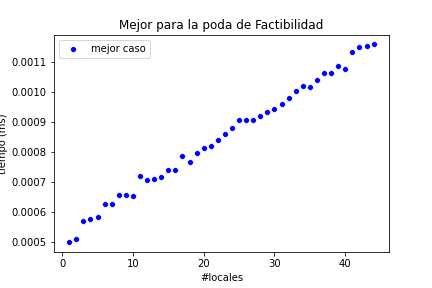 Mejor para la poda de Factibilidad
mejor caso
0.0011
0.0010
0.0009
0.0008
0.0007
0.0006
0.0005
tiempo (ms)
0 10 20 30 40
#locales